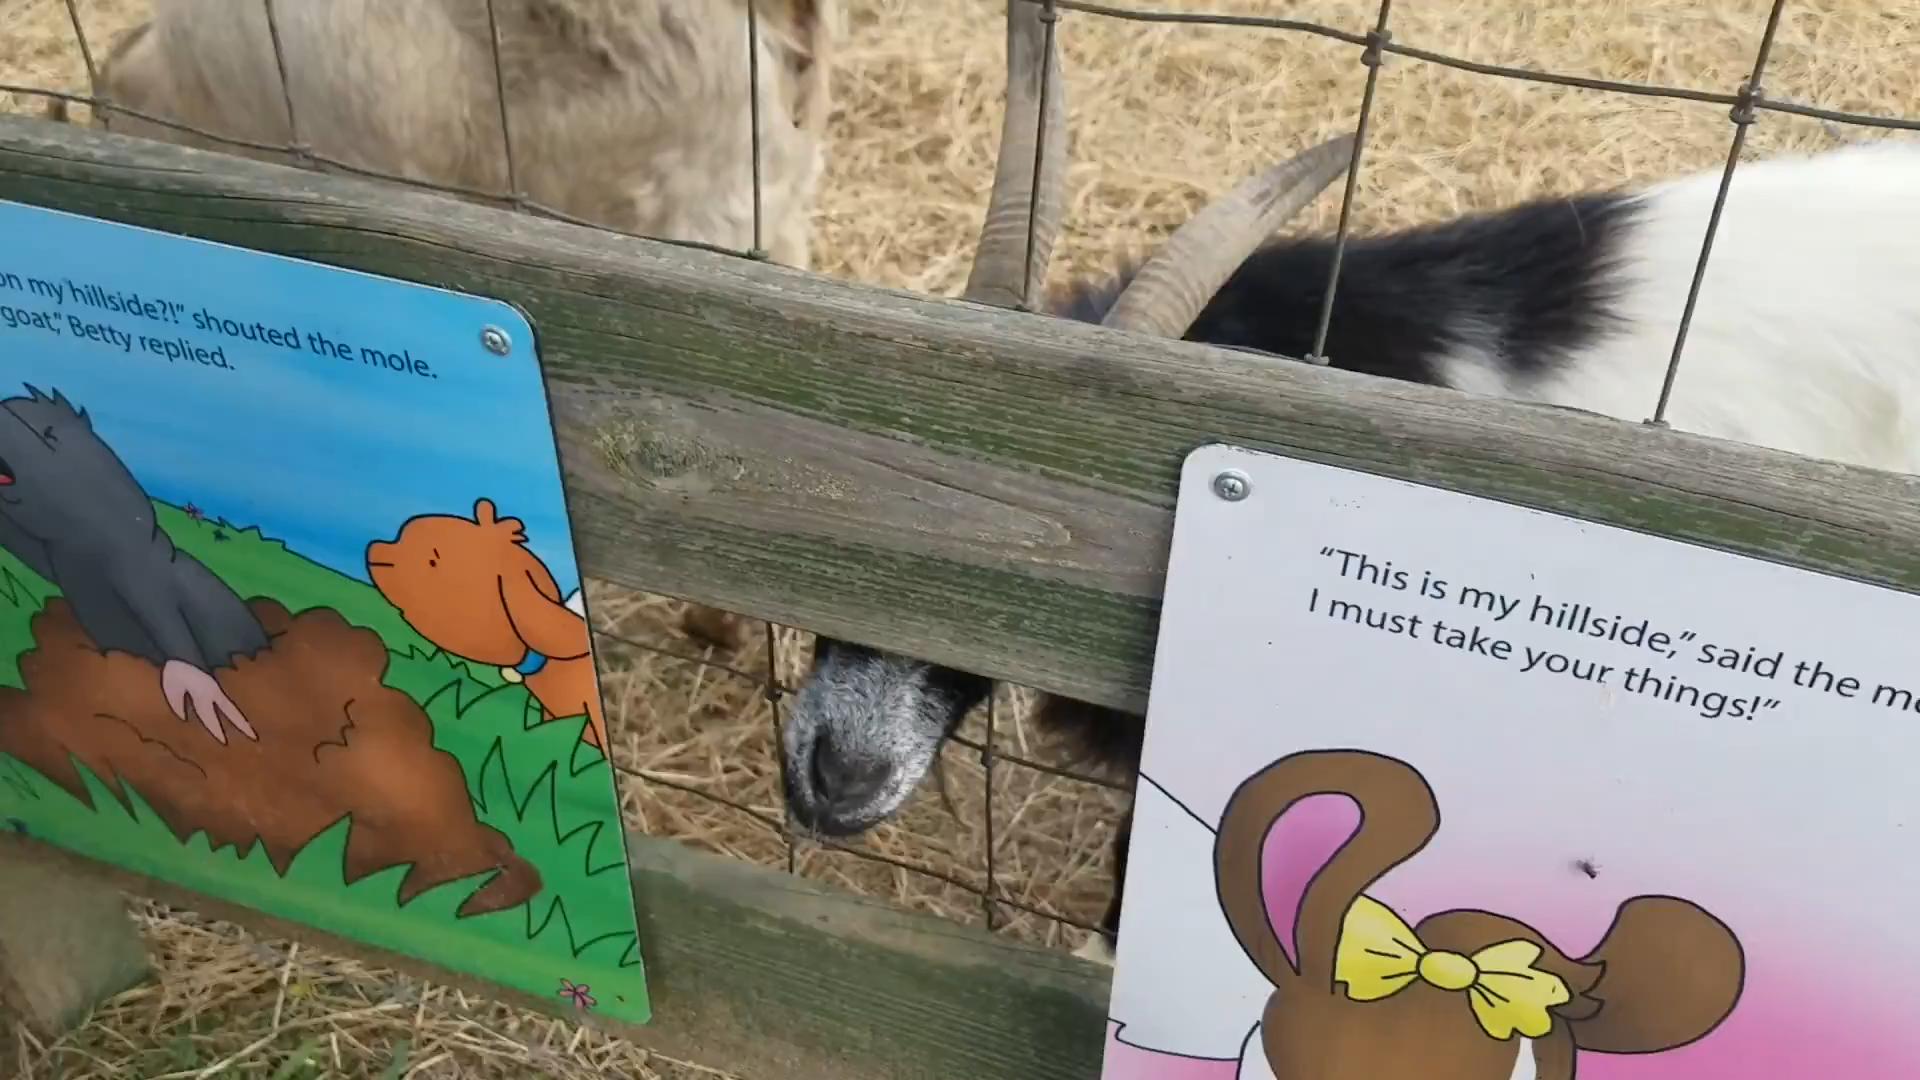 on my hillside?!" shouted the mole.
goat," Betty replied.
“This is my hillside,” said the
I must take your things!”